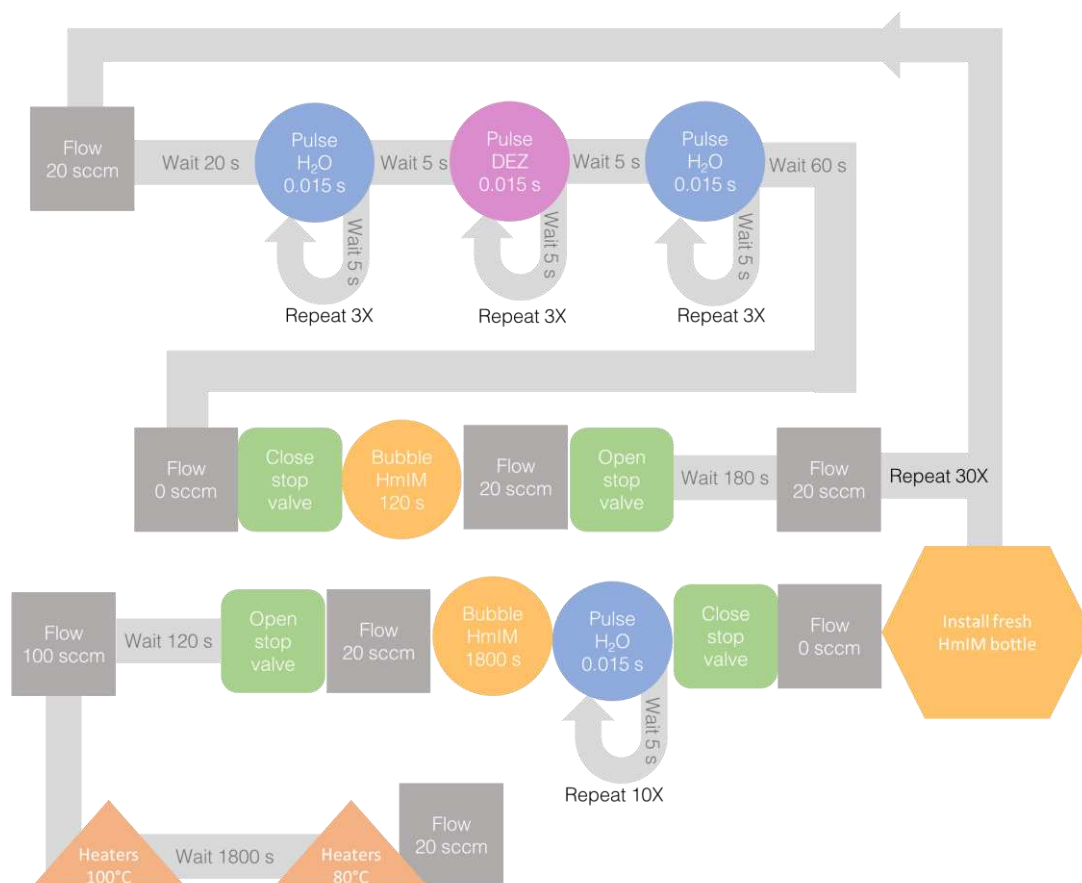 Flow
20 sccm
Wait 20 s
Pulse
H₂O
0.015 s
Wait 5 s
Pulse
DEZ
0.015 s
Wait 5 s
Pulse
H₂O
0.015 s
Wait 60 s
Wait 5 s
Wait 5 s
Wait 5 s
Repeat 3X
Repeat 3X
Repeat 3X
Flow
0 sccm
Close
stop
valve
Bubble
HmIM
120 s
Flow
20 sccm
Open
stop
valve
Wait 180 s
Flow
20 sccm
Repeat 30X
Install fresh
HmIM bottle
Flow
0 sccm
Close
stop
valve
Pulse
H₂O
0.015 s
Wait 5 s
Repeat 10X
Bubble
HmIM
1800 s
Flow
20 sccm
Open
stop
valve
Wait 120 s
Flow
100 sccm
Heaters
100°C
Wait 1800 s
Heaters
80°C
Flow
20 sccm